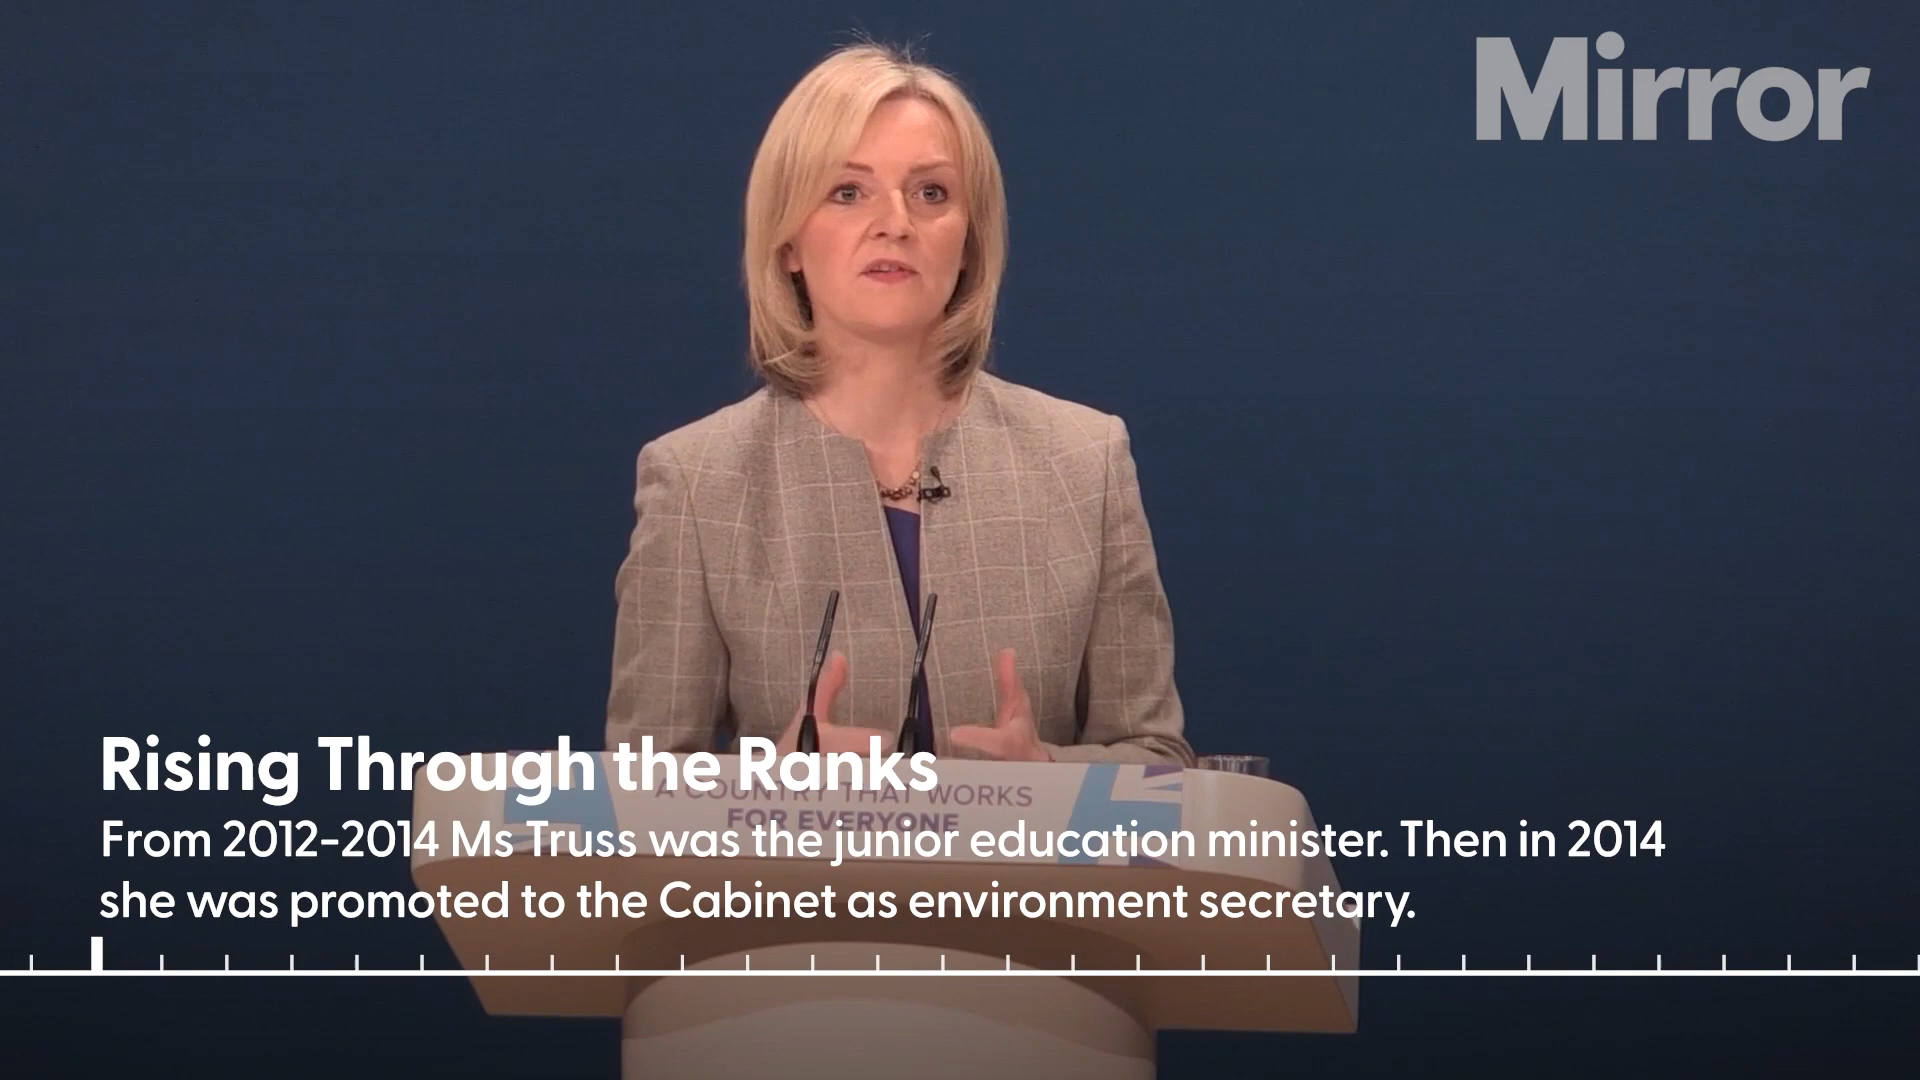 Mirror
Rising Through the Ranks
A COUNTRY THAT WORKS
FOR EVERYONE
From 2012-2014 Ms Truss was the junior education minister. Then in 2014
she was promoted to the Cabinet as environment secretary.